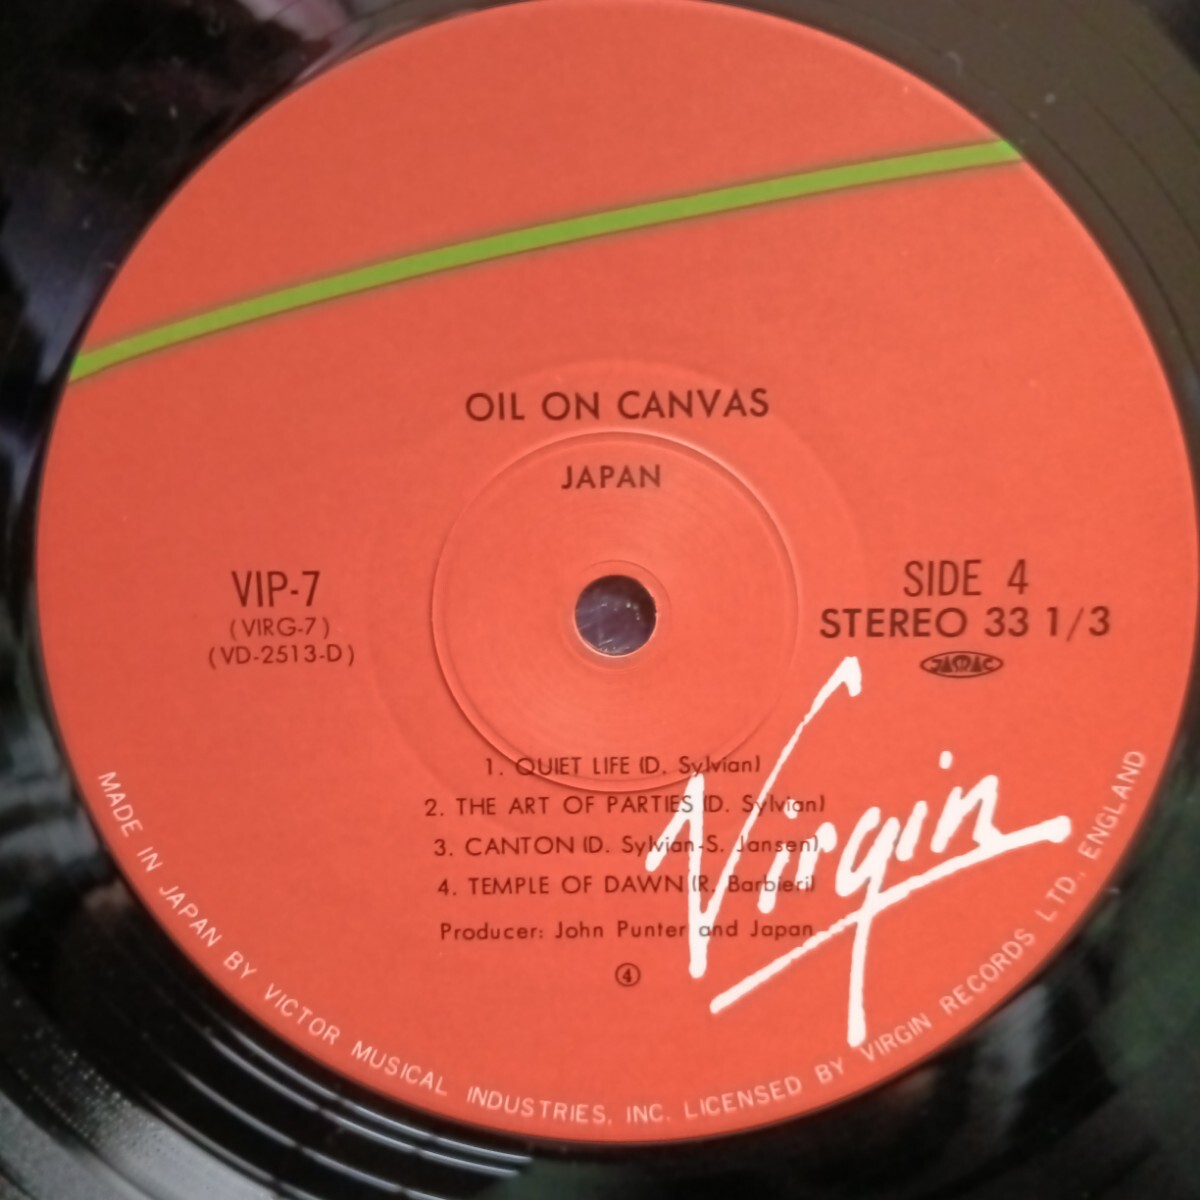 OIL ON CANVAS
JAPAN
VIP-7
(VIRG-7)
(VD-2513-D)
SIDE 4
STEREO 33 1/3
JASRAC
1. QUIET LIFE (D. Sylvian)
2. THE ART OF PARTIES (D. Sylvian)
3. CANTON (D. Sylvian-S. Jansen)
4. TEMPLE OF DAWN (R. Barbieri)
Producer: John Punter and Japan
④
Virgin
MADE IN JAPAN BY VICTOR MUSICAL INDUSTRIES, INC. LICENSED BY VIRGIN RECORDS LTD., ENGLAND